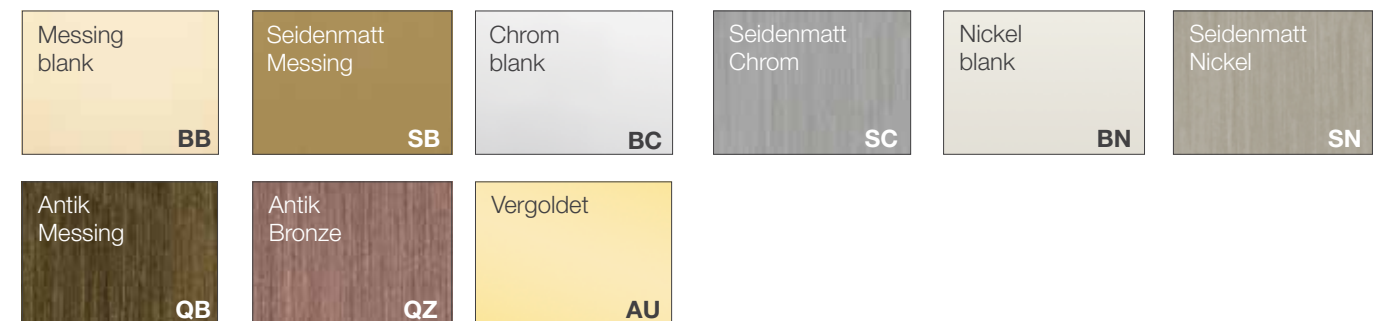 Messing
blank
BB
Seidenmatt
Messing
SB
Chrom
blank
BC
Seidenmatt
Chrom
SC
Nickel
blank
BN
Seidenmatt
Nickel
SN
Antik
Messing
QB
Antik
Bronze
QZ
Vergoldet
AU